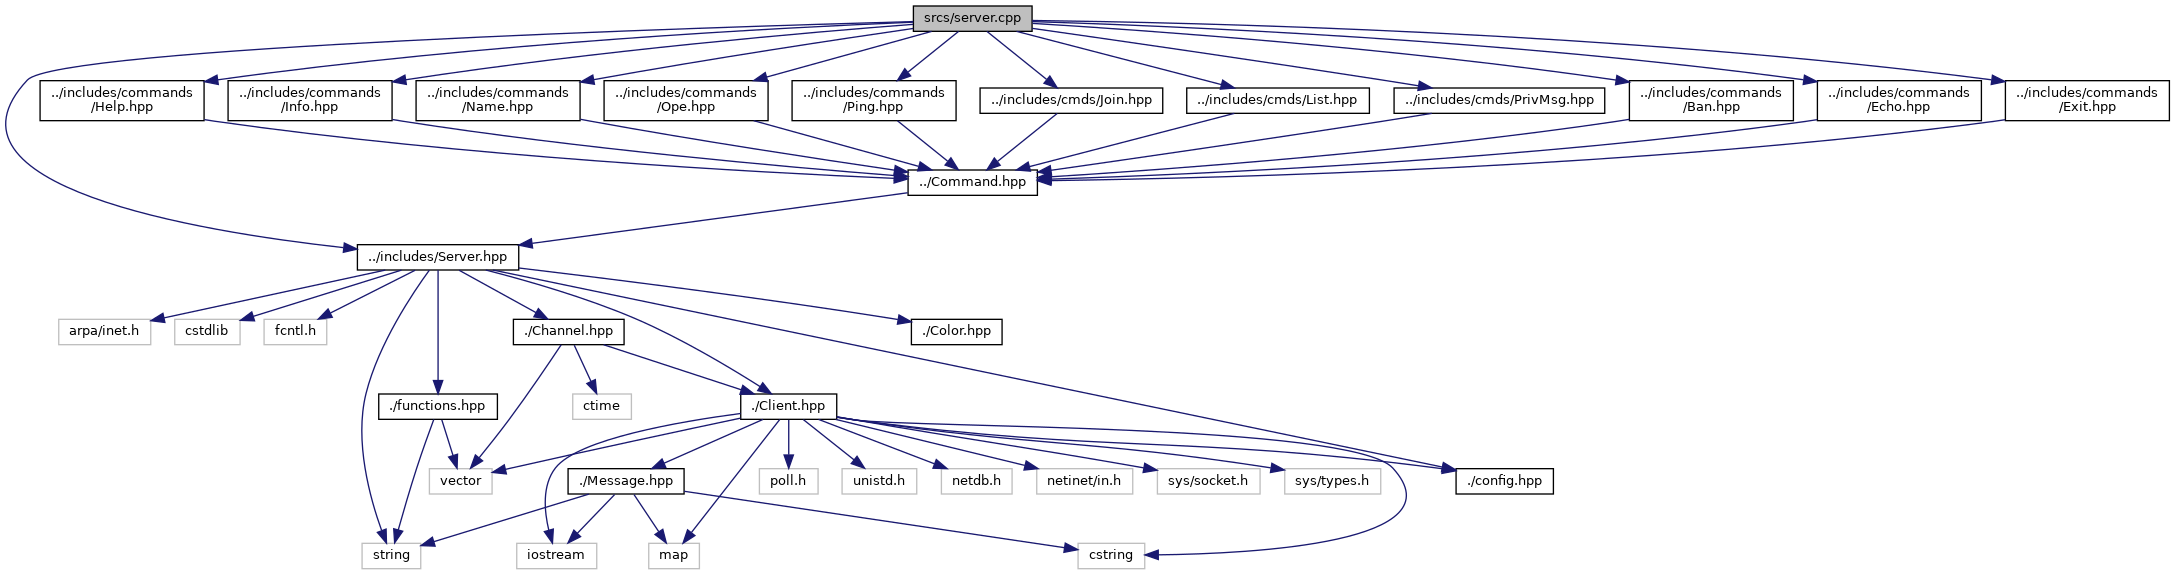 srcs/server.cpp
../includes/commands
/Help.hpp
../includes/commands
/Info.hpp
../includes/commands
/Name.hpp
../includes/commands
/Ope.hpp
../includes/commands
/Ping.hpp
../includes/cmds/Join.hpp
../includes/cmds/List.hpp
../includes/cmds/PrivMsg.hpp
../includes/commands
/Ban.hpp
../includes/commands
/Echo.hpp
../includes/commands
/Exit.hpp
../Command.hpp
../includes/Server.hpp
arpa/inet.h
cstdlib
fcntl.h
./Channel.hpp
./Color.hpp
./functions.hpp
ctime
./Client.hpp
vector
./Message.hpp
poll.h
unistd.h
netdb.h
netinet/in.h
sys/socket.h
sys/types.h
./config.hpp
string
iostream
map
cstring